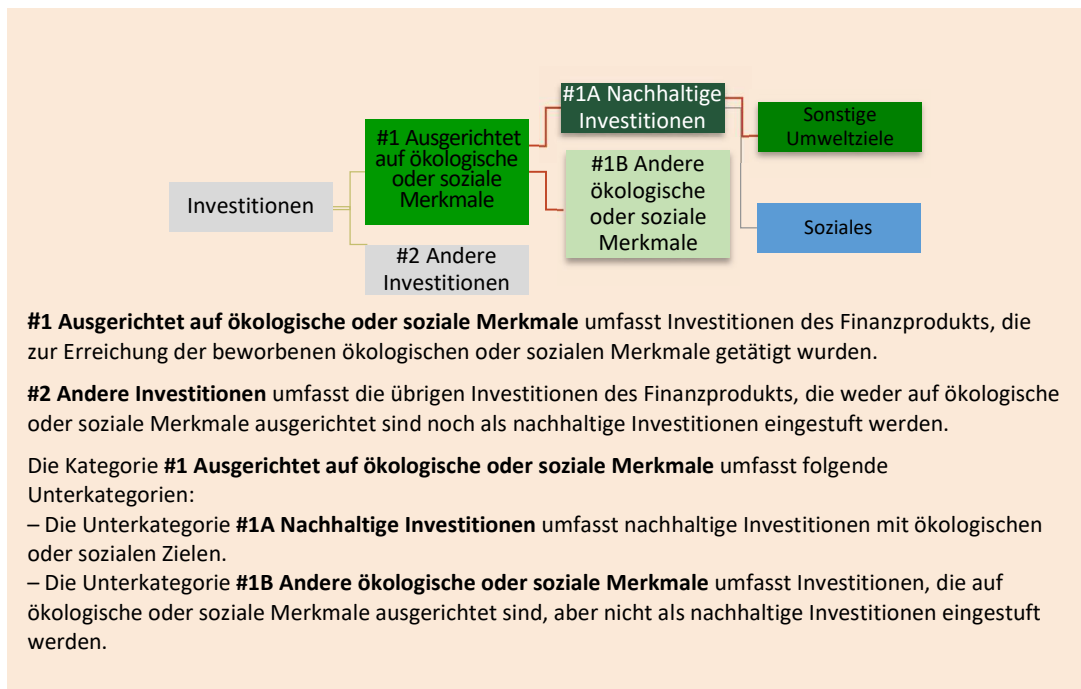 #1A Nachhaltige
Investitionen
Sonstige
Umweltziele
#1 Ausgerichtet
auf ökologische
oder soziale
Merkmale
#1B Andere
ökologische
oder soziale
Merkmale
Investitionen
Soziales
#2 Andere
Investitionen
#1 Ausgerichtet auf ökologische oder soziale Merkmale umfasst Investitionen des Finanzprodukts, die
zur Erreichung der beworbenen ökologischen oder sozialen Merkmale getätigt wurden.
#2 Andere Investitionen umfasst die übrigen Investitionen des Finanzprodukts, die weder auf ökologische
oder soziale Merkmale ausgerichtet sind noch als nachhaltige Investitionen eingestuft werden.
Die Kategorie #1 Ausgerichtet auf ökologische oder soziale Merkmale umfasst folgende
Unterkategorien:
– Die Unterkategorie #1A Nachhaltige Investitionen umfasst nachhaltige Investitionen mit ökologischen
oder sozialen Zielen.
– Die Unterkategorie #1B Andere ökologische oder soziale Merkmale umfasst Investitionen, die auf
ökologische oder soziale Merkmale ausgerichtet sind, aber nicht als nachhaltige Investitionen eingestuft
werden.